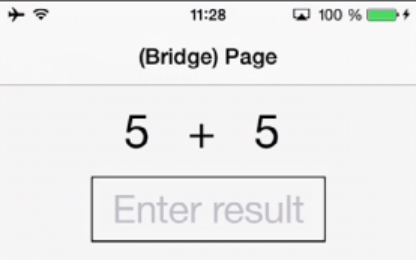 11:28 100 %
(Bridge) Page
5 + 5
Enter result